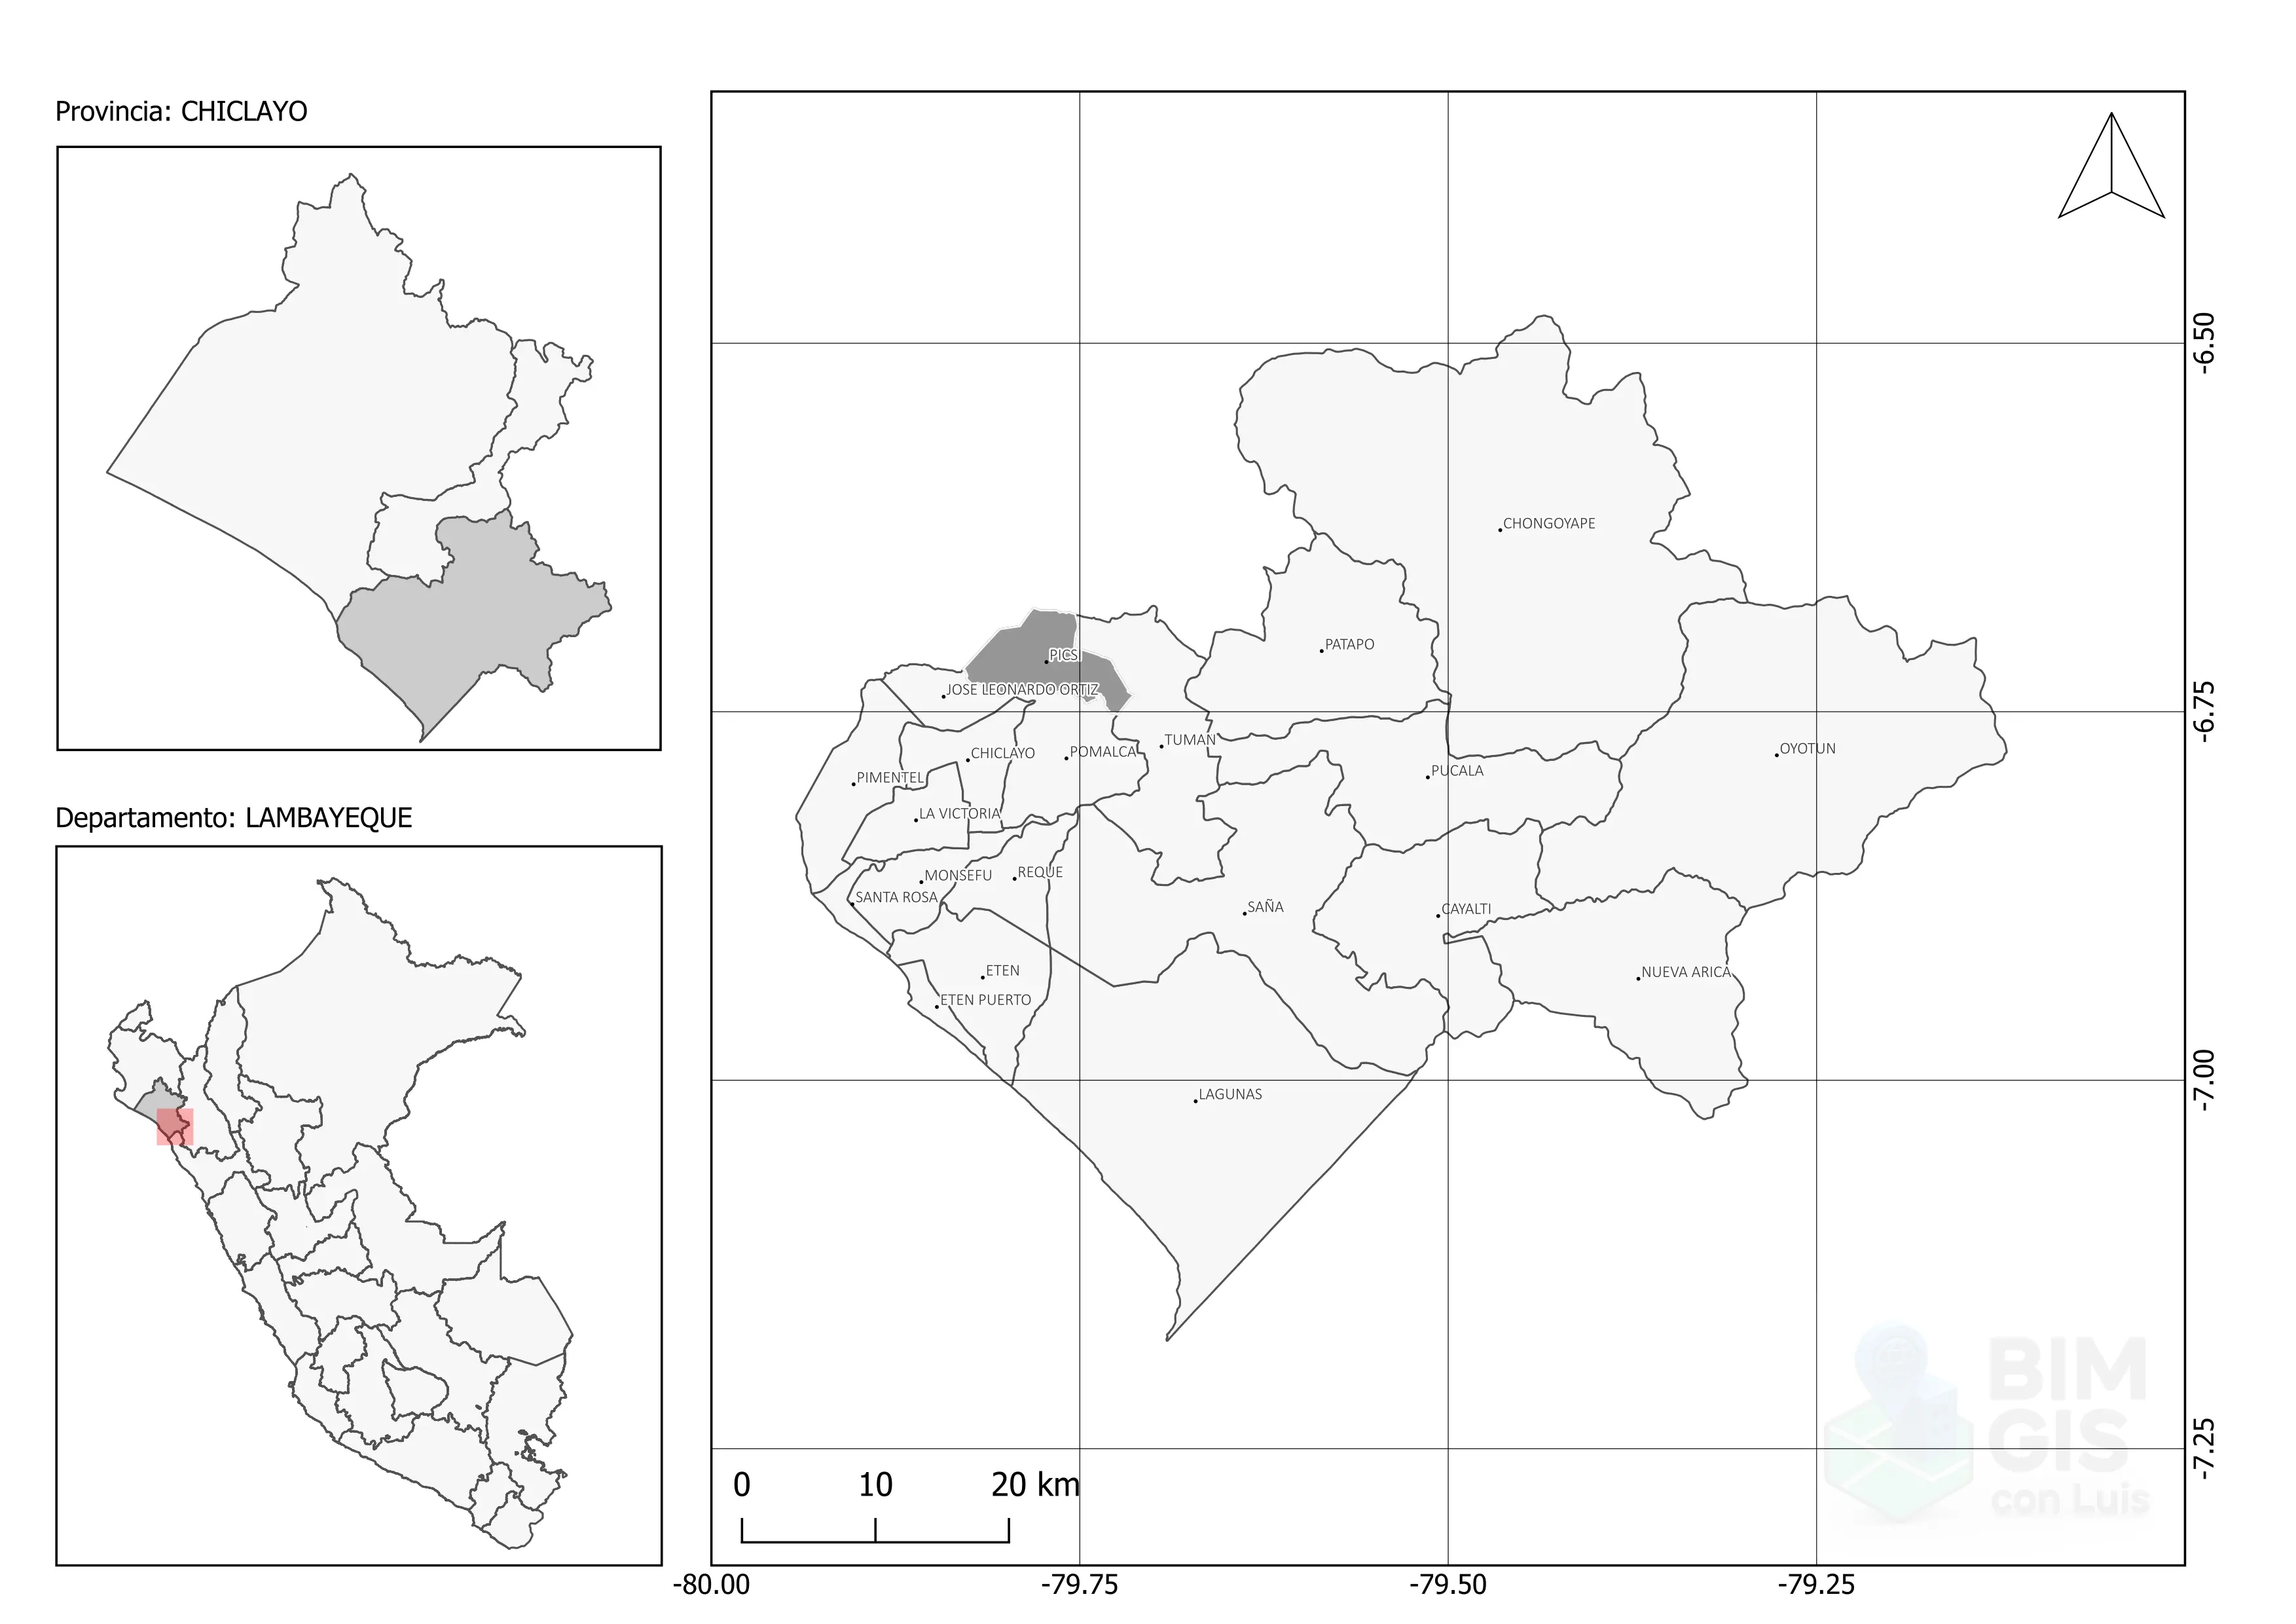 Provincia: CHICLAYO
Departamento: LAMBAYEQUE
CHONGOYAPE
PATAPO
PICSI
JOSE LEONARDO ORTIZ
TUMAN
OYOTUN
CHICLAYO
POMALCA
PUCALA
PIMENTEL
LA VICTORIA
MONSEFU
REQUE
SANTA ROSA
SAÑA
CAYALTI
ETEN
NUEVA ARICA
ETEN PUERTO
LAGUNAS
-6.50
-6.75
-7.00
-7.25
0 10 20 km
-80.00 -79.75 -79.50 -79.25
BIM
GIS
con Luis